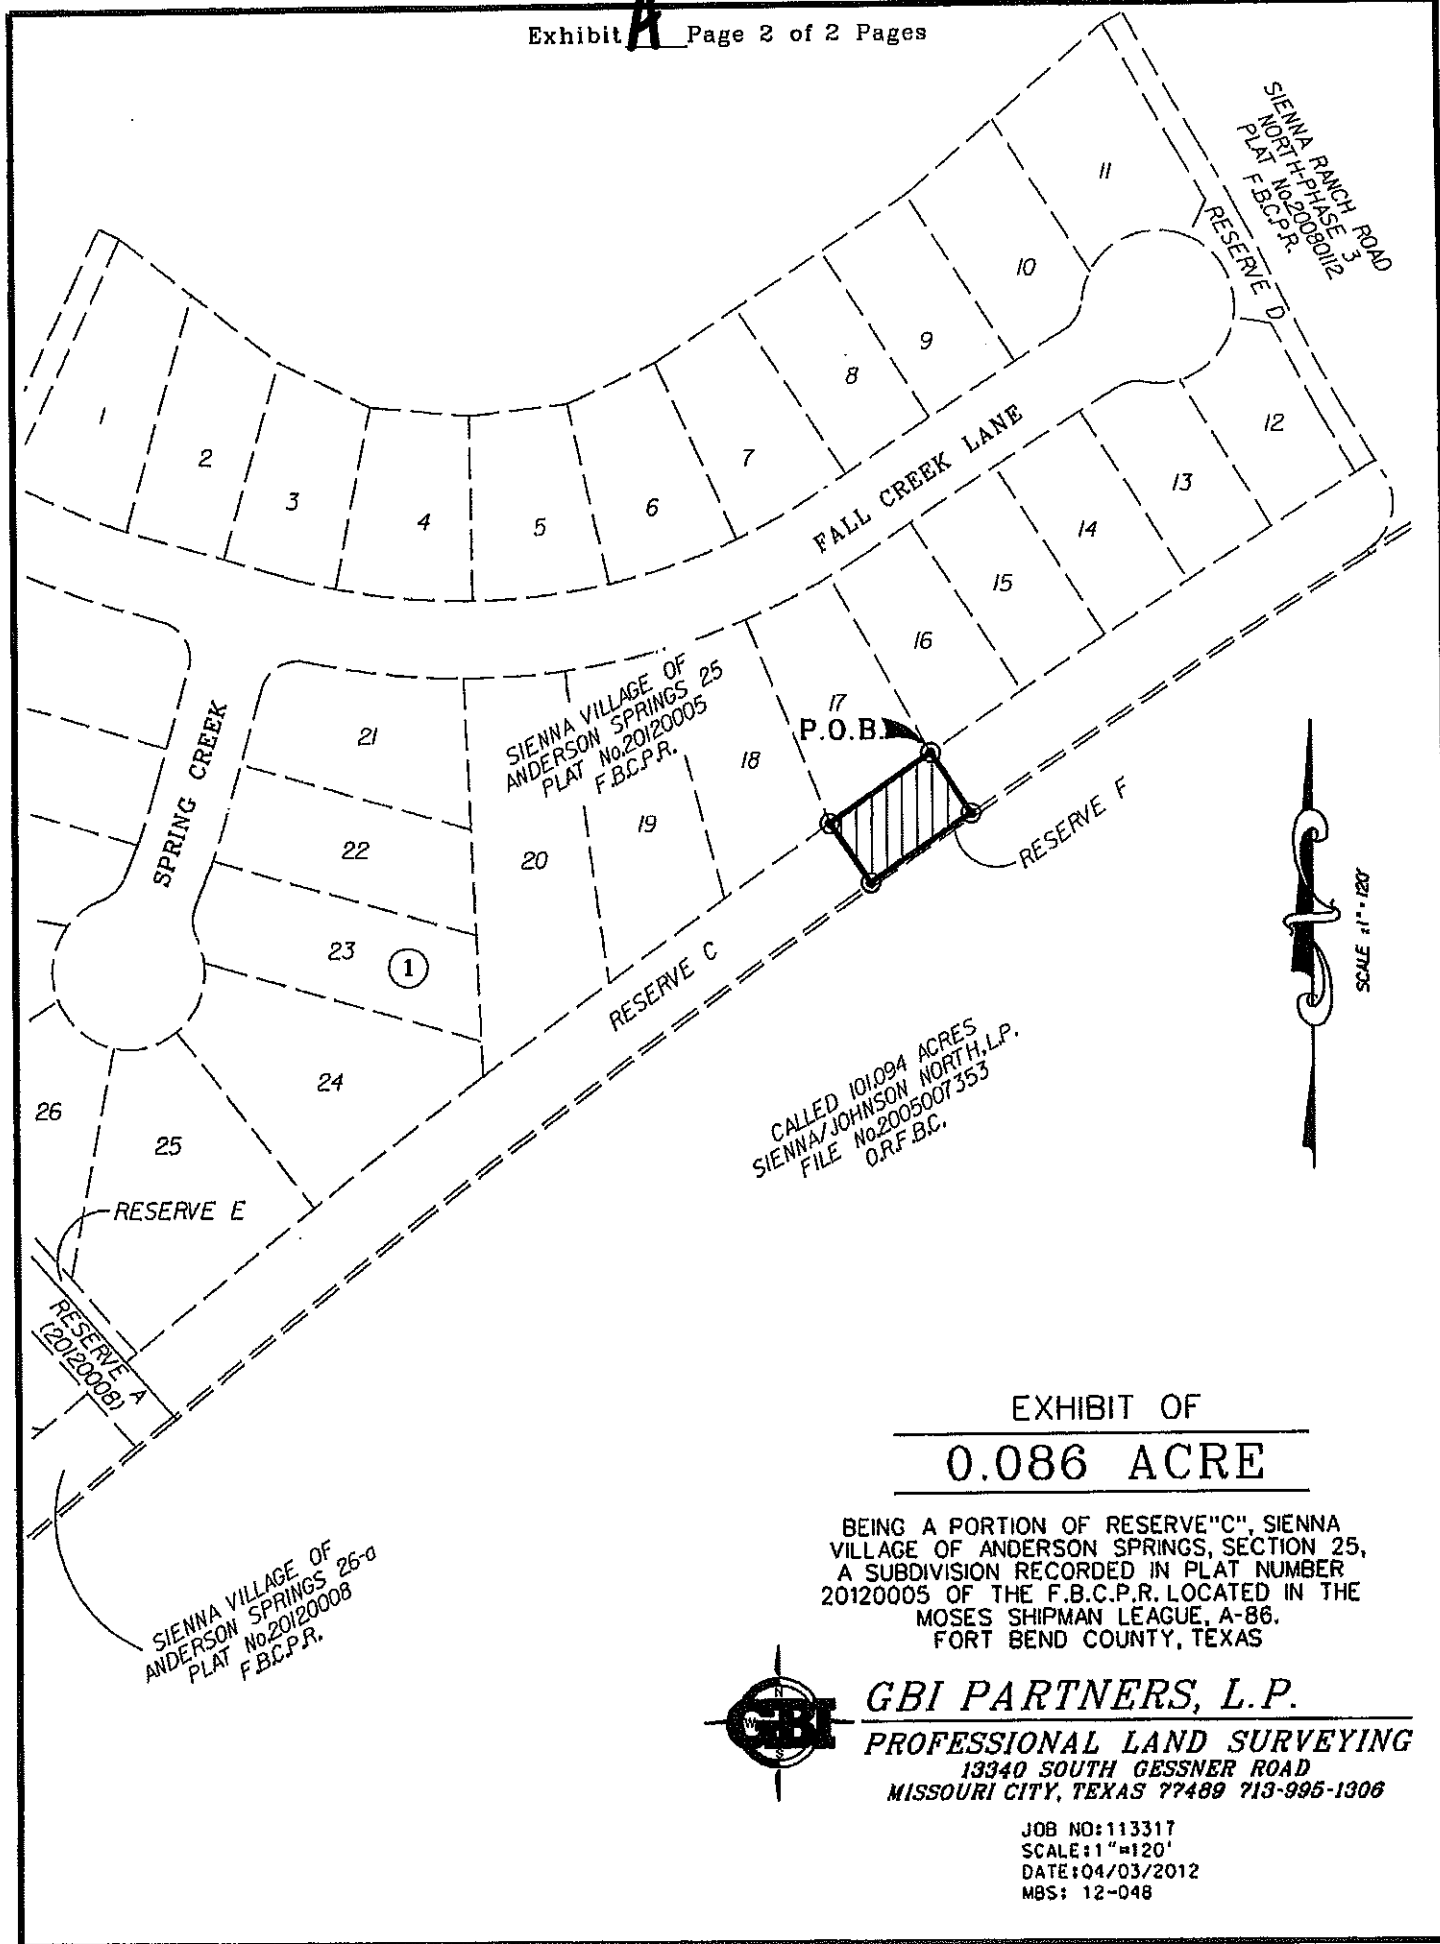 Exhibit A Page 2 of 2 Pages
SIENNA RANCH ROAD
NORTH-PHASE 3
PLAT No.20080112
F.B.C.P.R.
RESERVE D
11
10
9
8
7
6
5
4
3
2
1
12
13
14
15
16
17
18
19
20
21
22
23
1
24
25
26
FALL CREEK LANE
SPRING CREEK
SIENNA VILLAGE OF
ANDERSON SPRINGS 25
PLAT No.20120005
F.B.C.P.R.
P.O.B.
RESERVE F
RESERVE C
SCALE :1"=120'
CALLED 101.094 ACRES
SIENNA/JOHNSON NORTH,L.P.
FILE No.2005007353
O.R.F.B.C.
RESERVE E
RESERVE A
(20120008)
SIENNA VILLAGE OF
ANDERSON SPRINGS 26-a
PLAT No.20120008
F.B.C.P.R.
EXHIBIT OF
0.086 ACRE
BEING A PORTION OF RESERVE"C", SIENNA
VILLAGE OF ANDERSON SPRINGS, SECTION 25,
A SUBDIVISION RECORDED IN PLAT NUMBER
20120005 OF THE F.B.C.P.R. LOCATED IN THE
MOSES SHIPMAN LEAGUE, A-86.
FORT BEND COUNTY, TEXAS
N
W
GBI
S
GBI PARTNERS, L.P.
PROFESSIONAL LAND SURVEYING
13340 SOUTH GESSNER ROAD
MISSOURI CITY, TEXAS 77489 713-995-1306
JOB NO:113317
SCALE:1"=120'
DATE:04/03/2012
MBS: 12-048